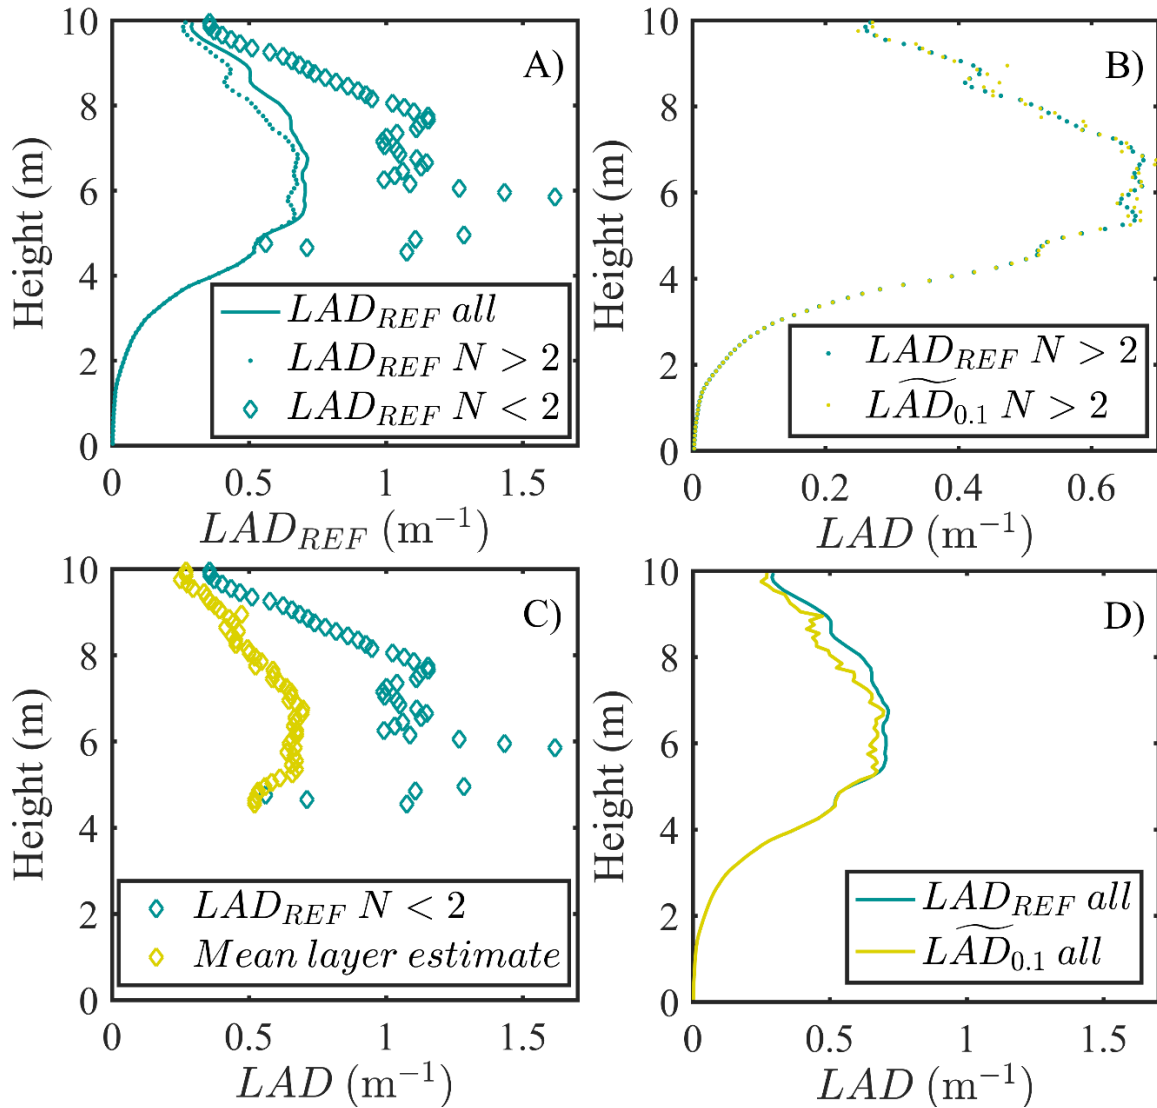 A)
10
8
6
4
2
0
Height (m)
LAD_REF all
LAD_REF N > 2
LAD_REF N < 2
0 0.5 1 1.5
LAD_REF (m⁻¹)
B)
10
8
6
4
2
0
Height (m)
LAD_REF N > 2
L͠A͠D͠_0.1 N > 2
0 0.2 0.4 0.6
LAD (m⁻¹)
C)
10
8
6
4
2
0
Height (m)
LAD_REF N < 2
Mean layer estimate
0 0.5 1 1.5
LAD (m⁻¹)
D)
10
8
6
4
2
0
Height (m)
LAD_REF all
L͠A͠D͠_0.1 all
0 0.5 1 1.5
LAD (m⁻¹)